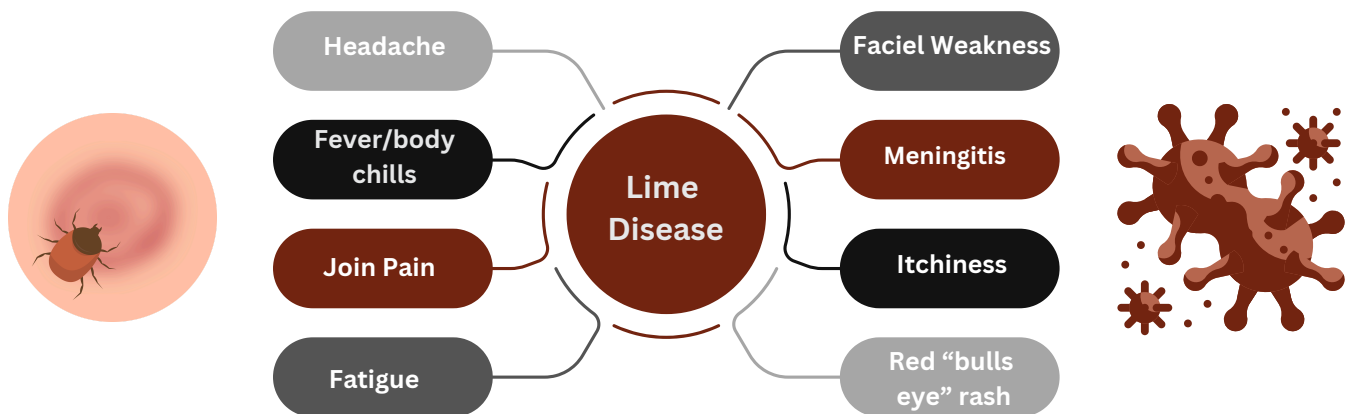 Headache
Fever/body
chills
Join Pain
Fatigue
Lime
Disease
Faciel Weakness
Meningitis
Itchiness
Red “bulls
eye” rash